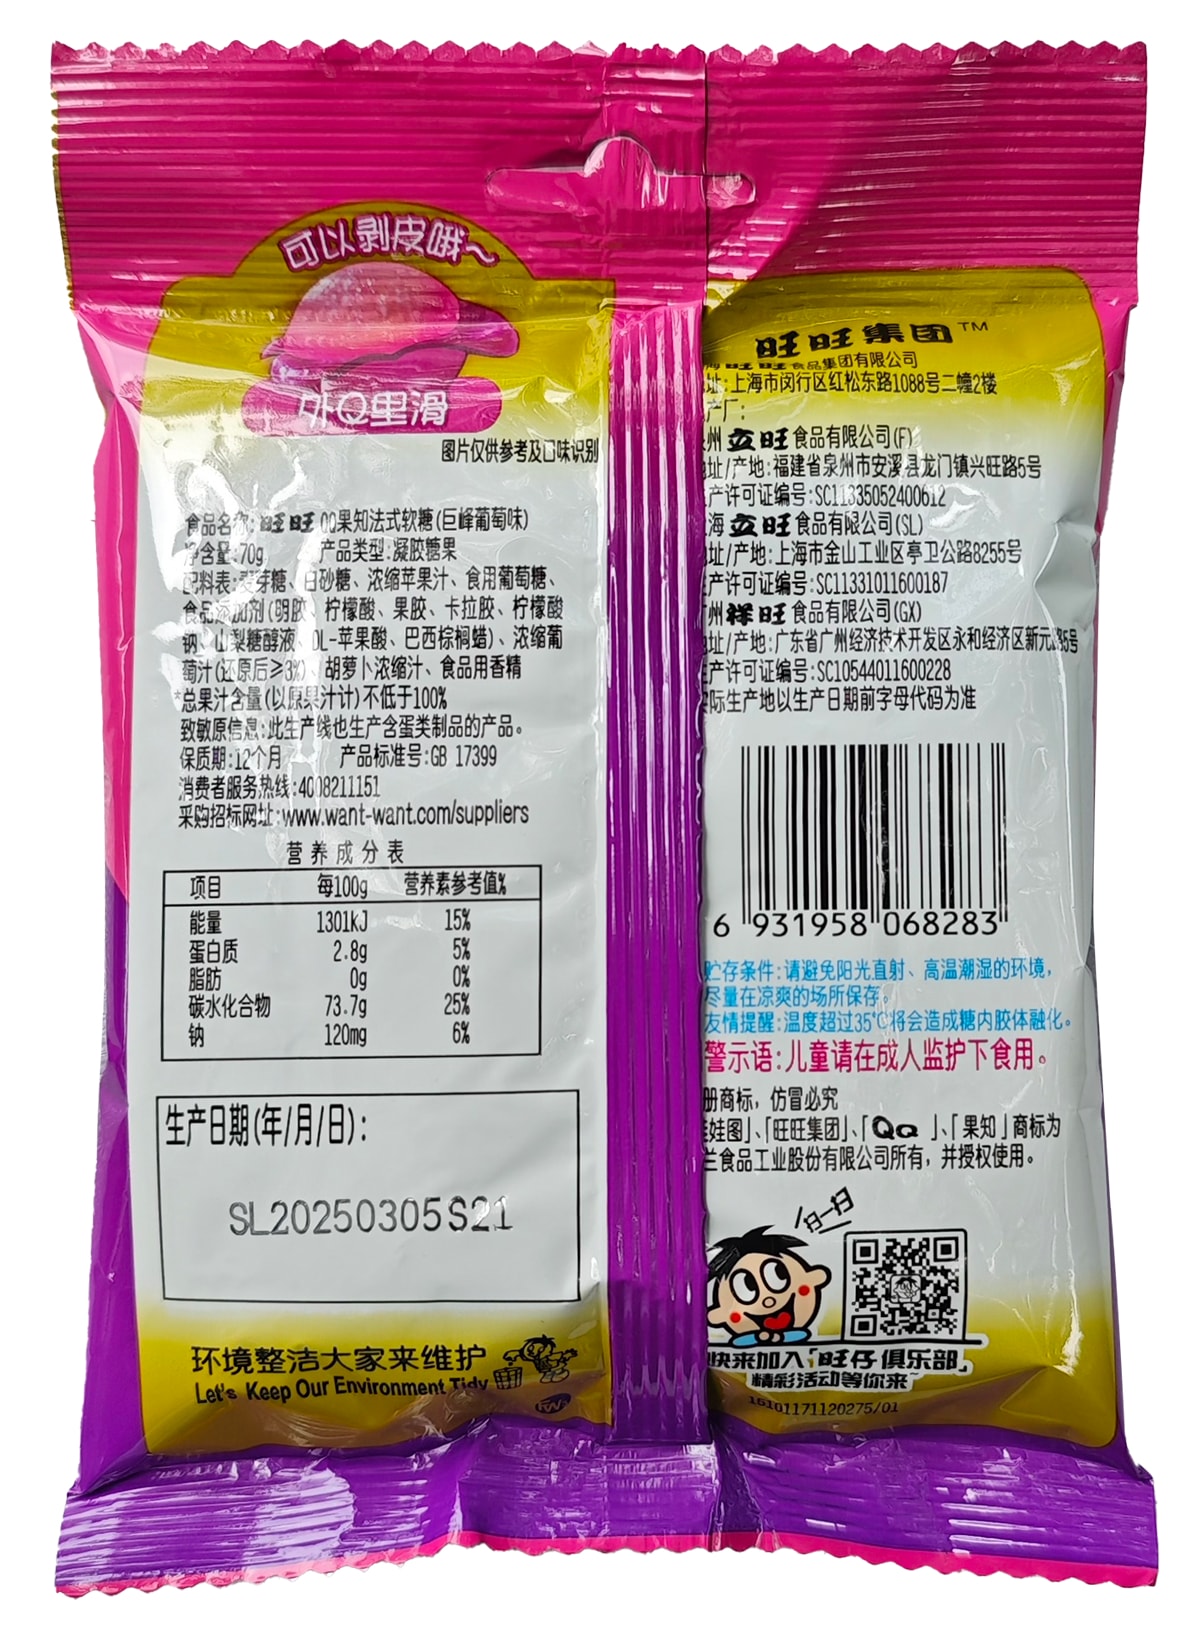 可以剥皮哦~
外Q里滑
图片仅供参考及口味识别
食品名称:旺旺QQ果知法式软糖(巨峰葡萄味)
净含量:70g 产品类型:凝胶糖果
配料表:麦芽糖、白砂糖、浓缩苹果汁、食用葡萄糖、
食品添加剂(明胶、柠檬酸、果胶、卡拉胶、柠檬酸
钠、山梨糖醇液、DL-苹果酸、巴西棕榈蜡)、浓缩葡
萄汁(还原后≥3%)、胡萝卜浓缩汁、食品用香精
*总果汁含量(以原果汁计)不低于100%
致敏原信息:此生产线也生产含蛋类制品的产品。
保质期:12个月 产品标准号:GB 17399
消费者服务热线:4008211151
采购招标网址:www.want-want.com/suppliers
营养成分表
项目 每100g 营养素参考值%
能量 1301KJ 15%
蛋白质 2.8g 5%
脂肪 0g 0%
碳水化合物 73.7g 25%
钠 120mg 6%
生产日期(年/月/日):
SL20250305S21
环境整洁大家来维护
Let's Keep Our Environment Tidy
旺旺集团TM
旺旺食品集团有限公司
址:上海市闵行区红松东路1088号二幢2楼
产厂:
州立旺食品有限公司(F)
址/产地:福建省泉州市安溪县龙门镇兴旺路5号
产许可证编号:SC11335052400612
海立旺食品有限公司(SL)
址/产地:上海市金山工业区亭卫公路8255号
产许可证编号:SC11331011600187
州祥旺食品有限公司(GX)
址/产地:广东省广州经济技术开发区永和经济区新元路5号
产许可证编号:SC10544011600228
际生产地以生产日期前字母代码为准
6 931958 068283
贮存条件:请避免阳光直射、高温潮湿的环境,
尽量在凉爽的场所保存。
友情提醒:温度超过35℃将会造成糖内胶体融化。
警示语:儿童请在成人监护下食用。
册商标,仿冒必究
娃图」、「旺旺集团」、「QQ」、「果知」商标为
兰食品工业股份有限公司所有,并授权使用。
扫一扫
快来加入「旺仔俱乐部」
精彩活动等你来~
15101171120275/01